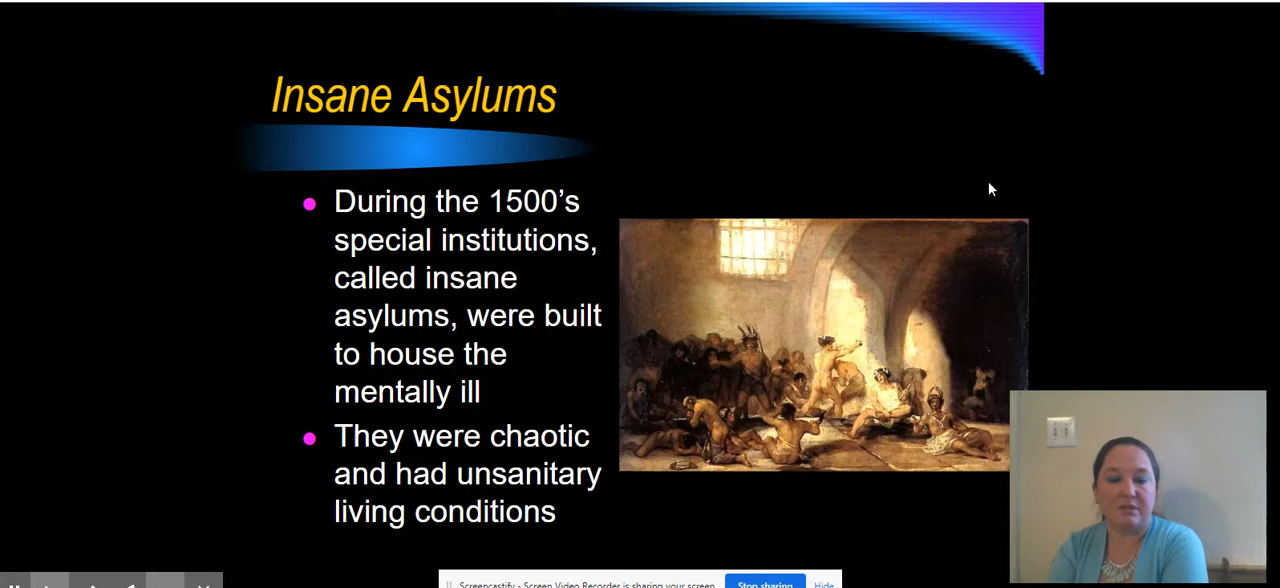 Insane Asylums
During the 1500’s
special institutions,
called insane
asylums, were built
to house the
mentally ill
They were chaotic
and had unsanitary
living conditions
Screencastify - Screen Video Recorder is sharing your screen.
Stop sharing
Hide